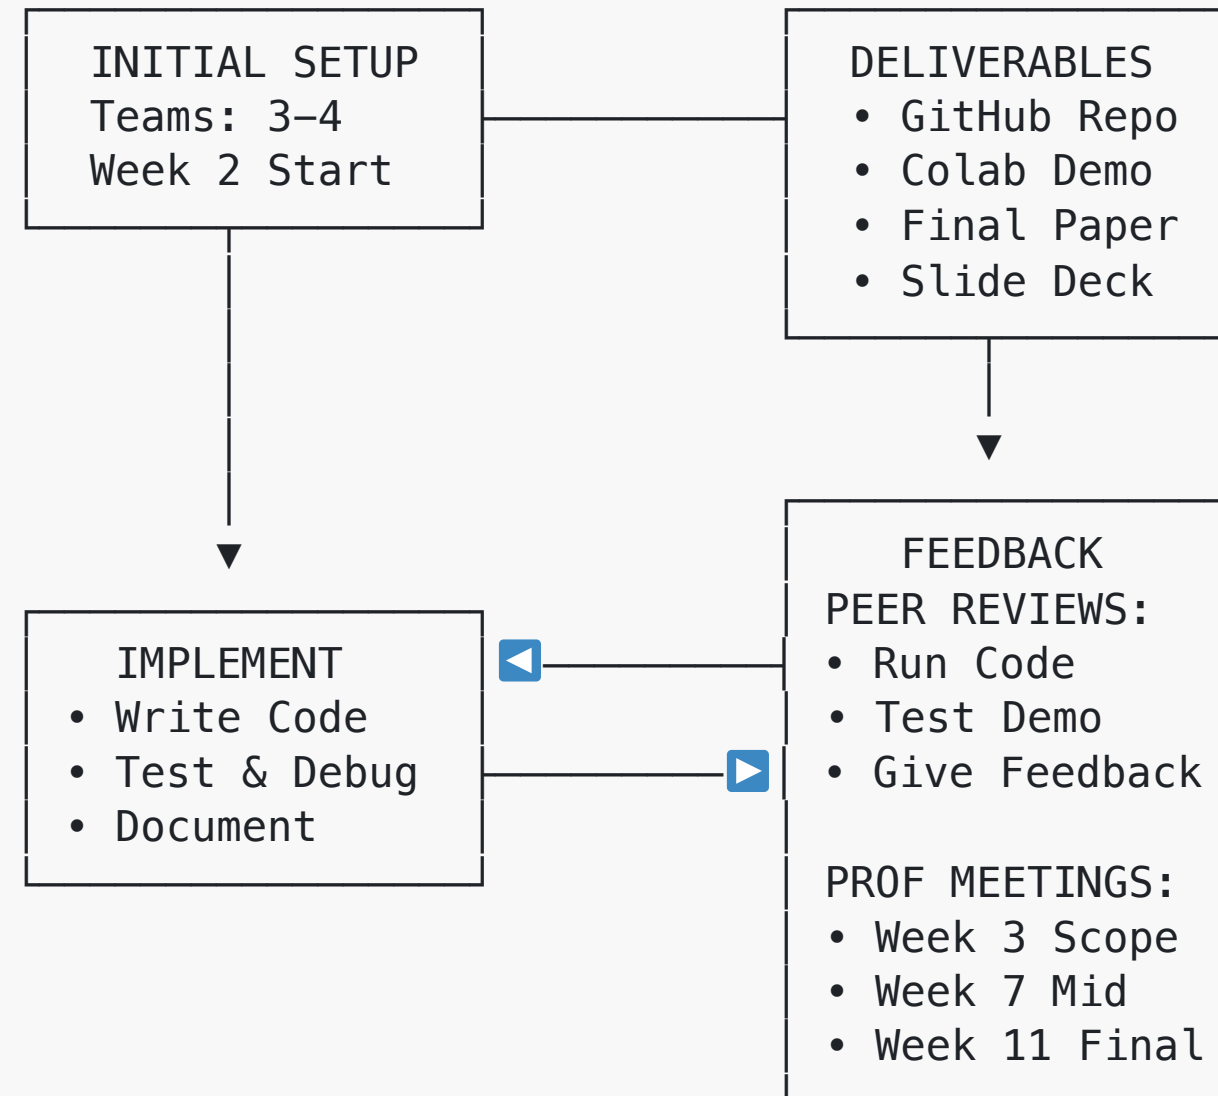 INITIAL SETUP
Teams: 3–4
Week 2 Start
DELIVERABLES
• GitHub Repo
• Colab Demo
• Final Paper
• Slide Deck
IMPLEMENT
• Write Code
• Test & Debug
• Document
FEEDBACK
PEER REVIEWS:
• Run Code
• Test Demo
• Give Feedback
PROF MEETINGS:
• Week 3 Scope
• Week 7 Mid
• Week 11 Final